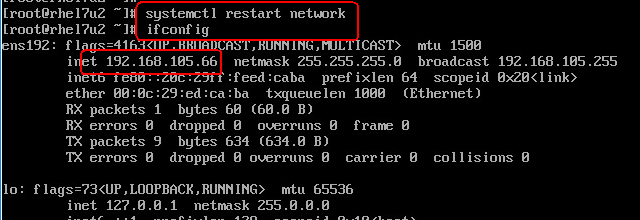 [root@rhel7u2 ~]# systemctl restart network
[root@rhel7u2 ~]# ifconfig
ens192: flags=4163<UP,BROADCAST,RUNNING,MULTICAST>  mtu 1500
inet 192.168.105.66  netmask 255.255.255.0  broadcast 192.168.105.255
inet6 fe80::20c:29ff:feed:caba  prefixlen 64  scopeid 0x20<link>
ether 00:0c:29:ed:ca:ba  txqueuelen 1000  (Ethernet)
RX packets 1  bytes 60 (60.0 B)
RX errors 0  dropped 0  overruns 0  frame 0
TX packets 9  bytes 634 (634.0 B)
TX errors 0  dropped 0 overruns 0  carrier 0  collisions 0
lo: flags=73<UP,LOOPBACK,RUNNING>  mtu 65536
inet 127.0.0.1  netmask 255.0.0.0